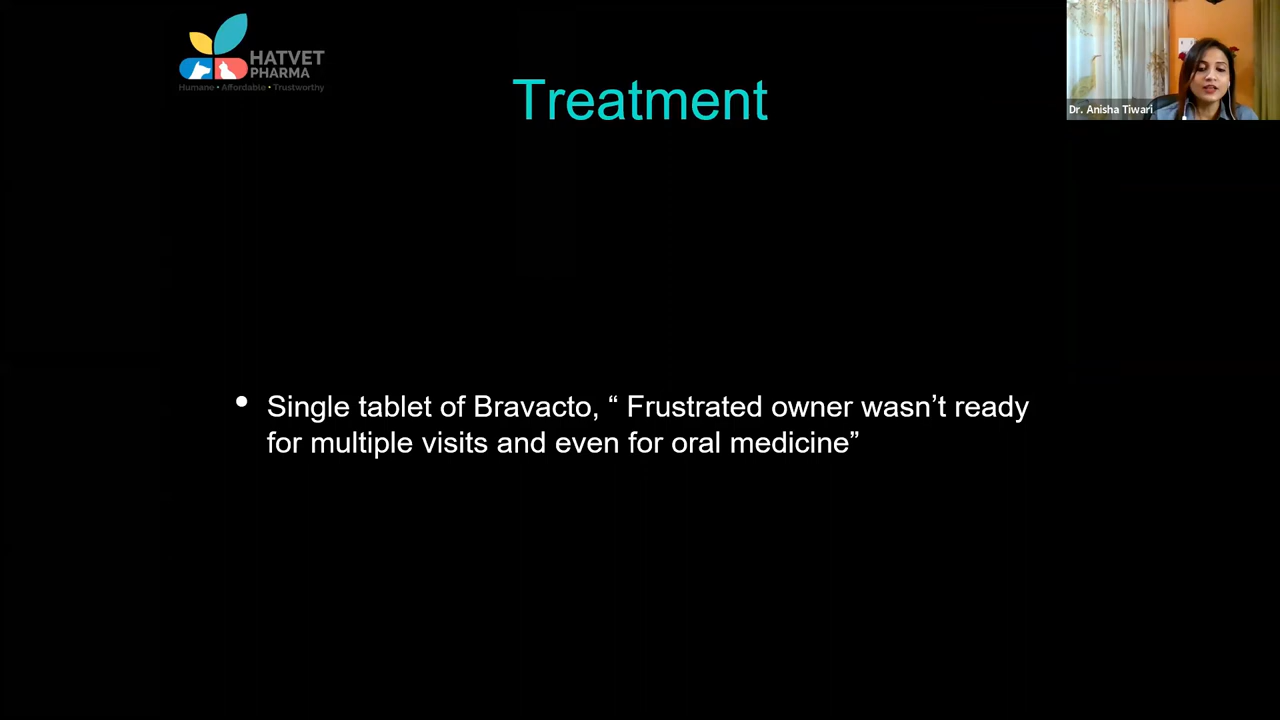 HATVET
PHARMA
Humane • Affordable • Trustworthy
Treatment
Dr. Anisha Tiwari
• Single tablet of Bravacto, “ Frustrated owner wasn’t ready
for multiple visits and even for oral medicine”